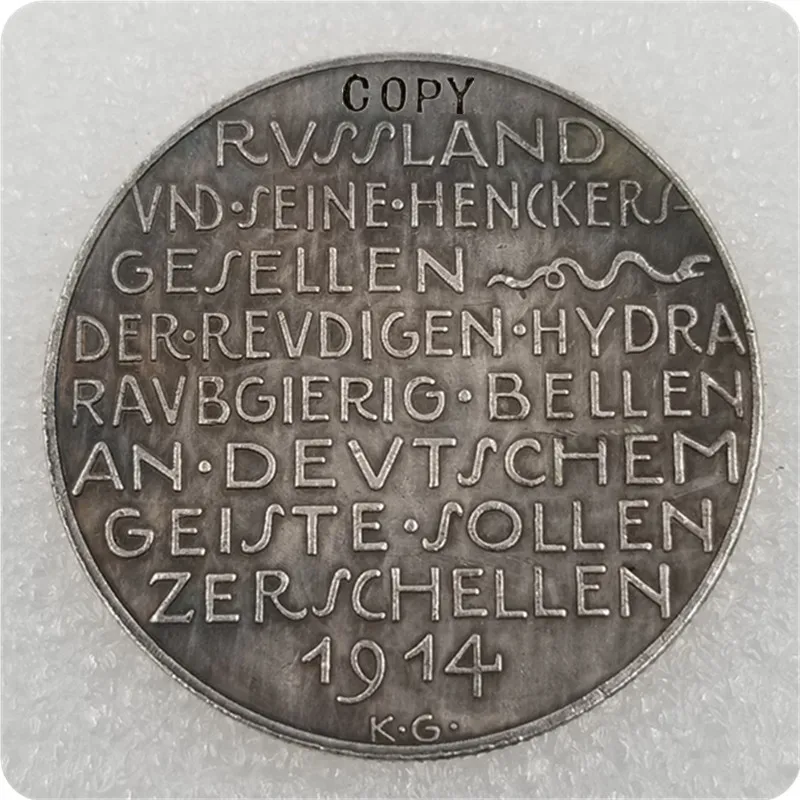 COPY
RVSSLAND
VND·SEINE·HENCKERS-
GESELLEN
DER·REVDIGEN·HYDRA
RAVBGIERIG·BELLEN
AN·DEVTSCHEM
GEISTE·SOLLEN
ZERSCHELLEN
1914
K·G·